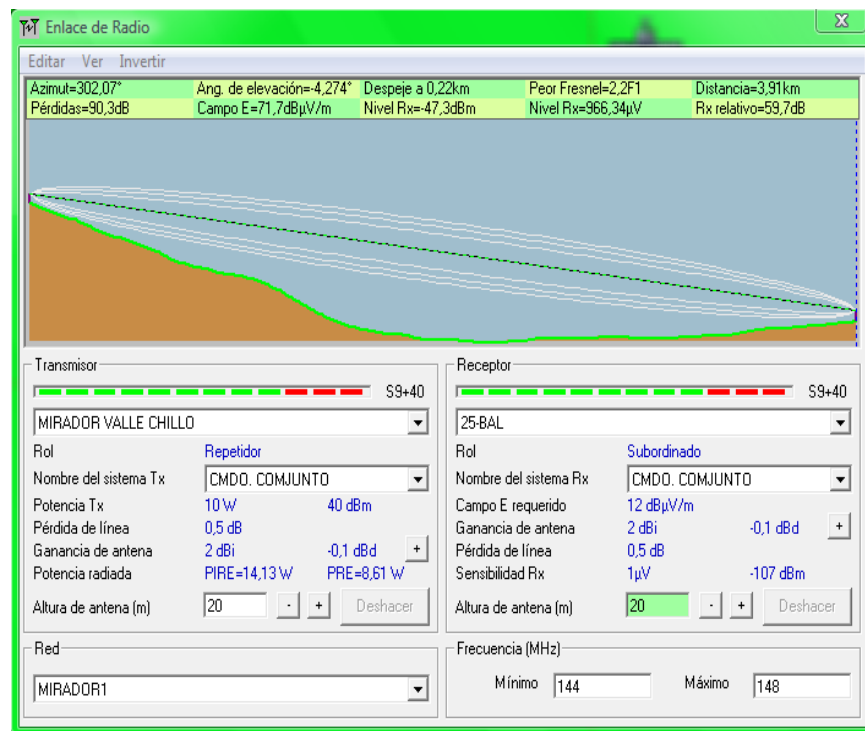 Enlace de Radio
Editar Ver Invertir
Azimut=302,07° Ang. de elevación=-4,274° Despeje a 0,22km Peor Fresnel=2,2F1 Distancia=3,91km
Pérdidas=90,3dB Campo E=71,7dBµV/m Nivel Rx=-47,3dBm Nivel Rx=966,34µV Rx relativo=59,7dB
Transmisor
S9+40
MIRADOR VALLE CHILLO
Rol Repetidor
Nombre del sistema Tx CMDO. COMJUNTO
Potencia Tx 10 W 40 dBm
Pérdida de línea 0,5 dB
Ganancia de antena 2 dBi -0,1 dBd +
Potencia radiada PIRE=14,13 W PRE=8,61 W
Altura de antena (m) 20 - + Deshacer
Receptor
S9+40
25-BAL
Rol Subordinado
Nombre del sistema Rx CMDO. COMJUNTO
Campo E requerido 12 dBµV/m
Ganancia de antena 2 dBi -0,1 dBd +
Pérdida de línea 0,5 dB
Sensibilidad Rx 1µV -107 dBm
Altura de antena (m) 20 - + Deshacer
Red
MIRADOR1
Frecuencia (MHz)
Mínimo 144 Máximo 148